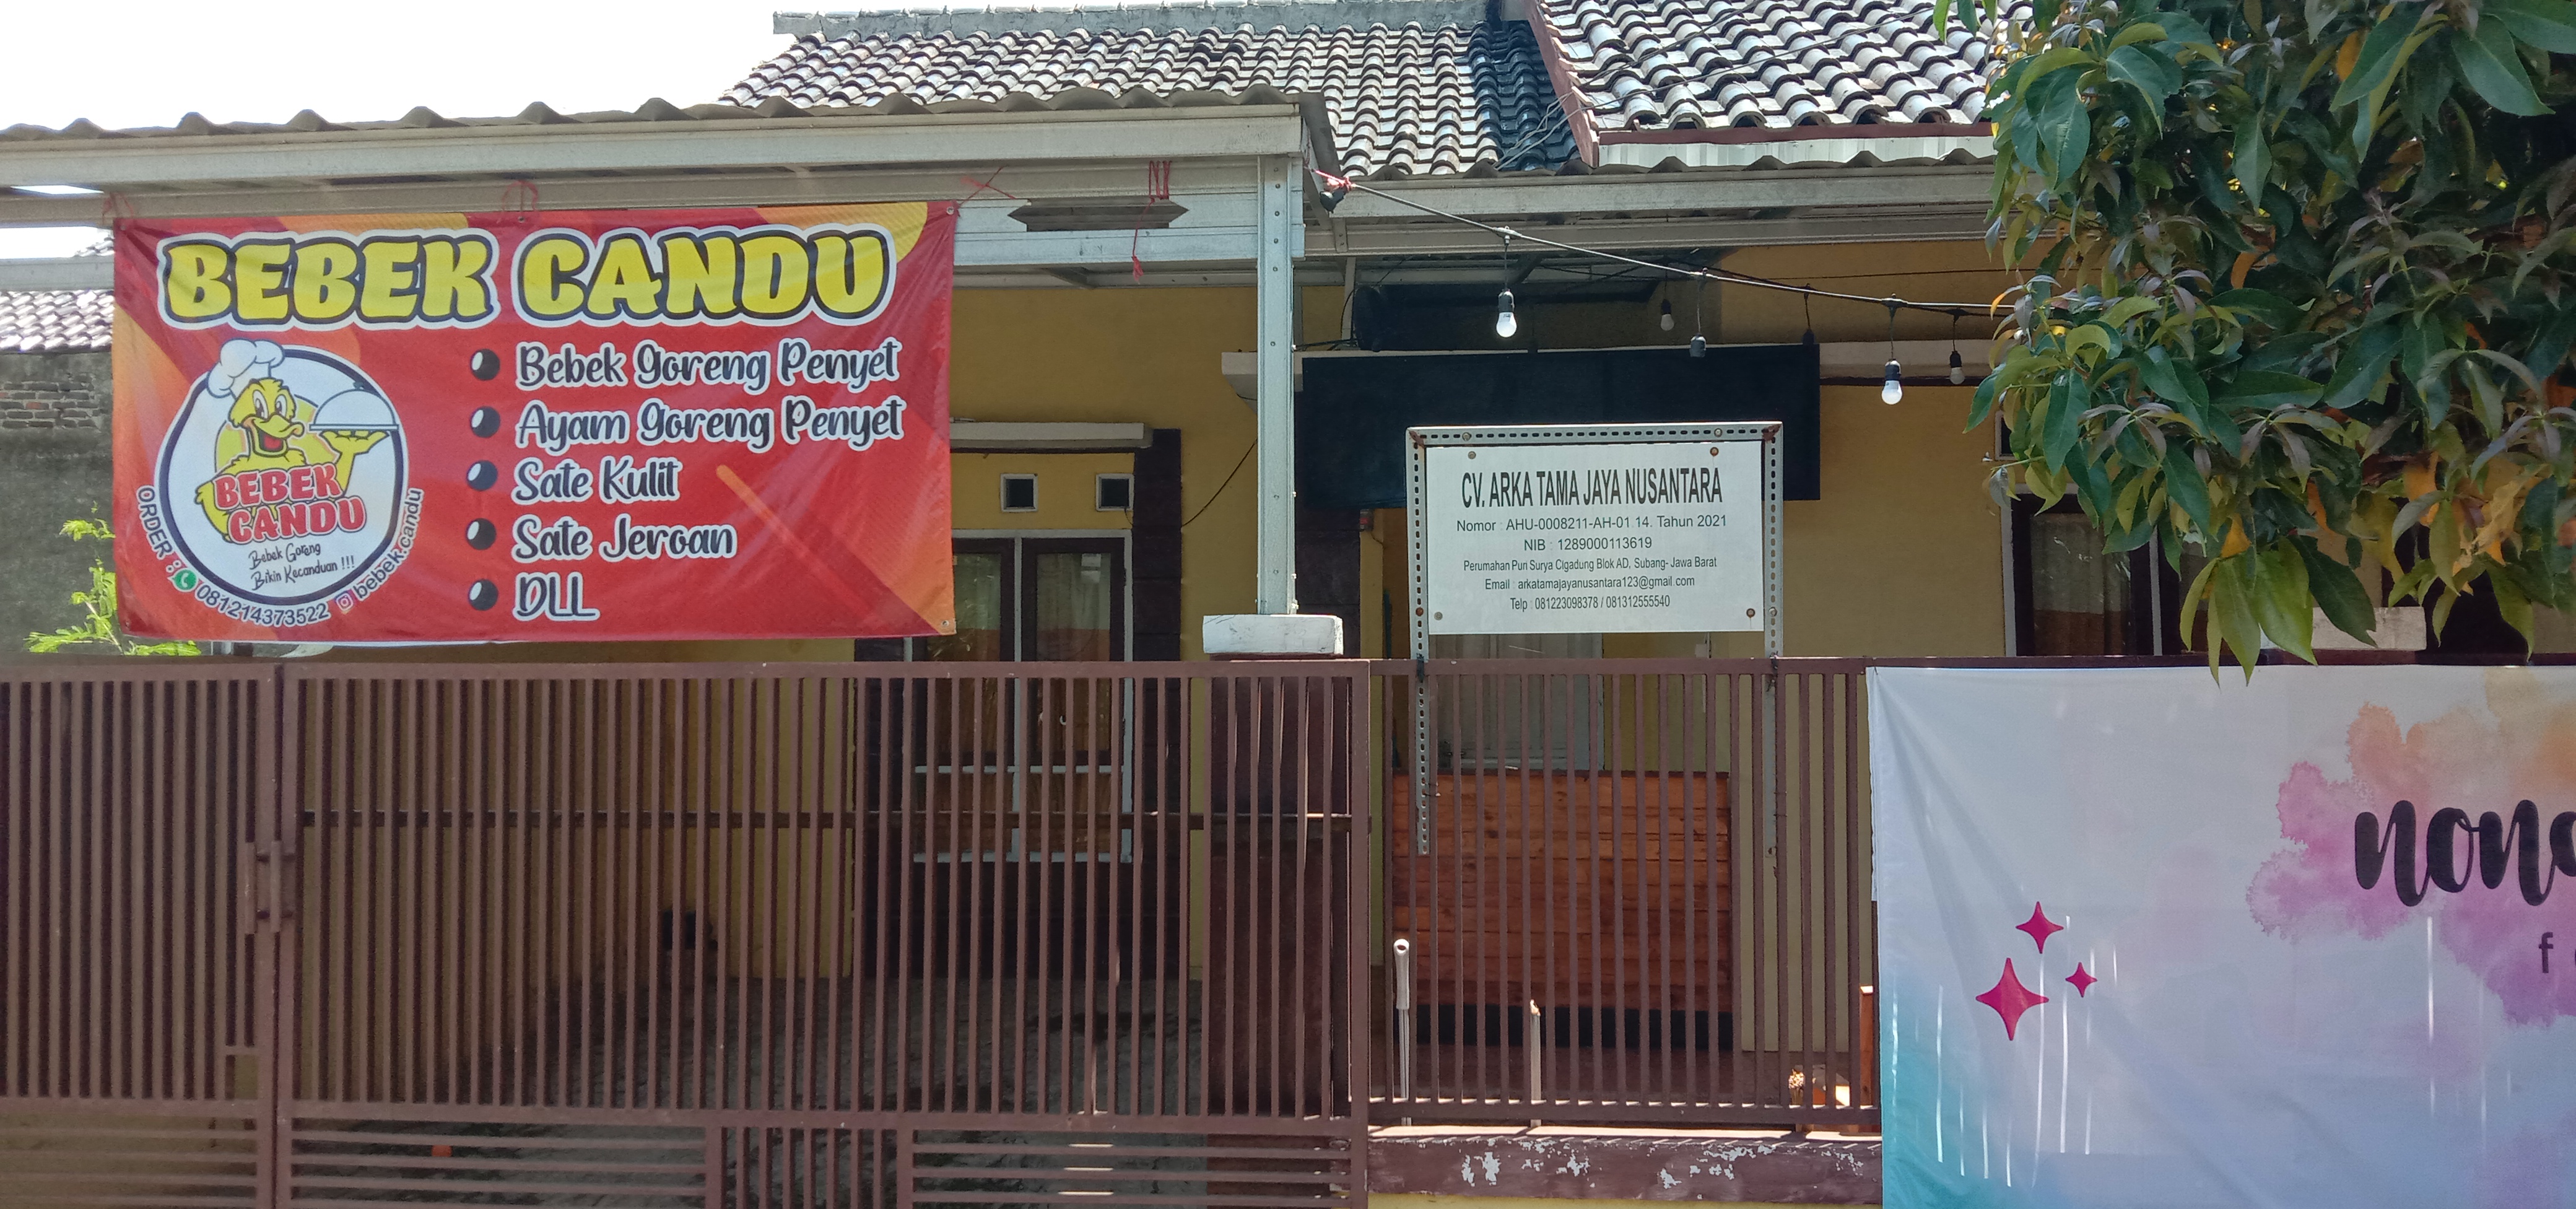 BEBEK CANDU
Bebek Goreng Penyet
Ayam Goreng Penyet
Sate Kulit
Sate Jeroan
DLL
BEBEK
CANDU
Bebek Goreng
Bikin Kecanduan !!!
ORDER : 081214373522 bebek.candu
CV. ARKA TAMA JAYA NUSANTARA
Nomor : AHU-0008211-AH-01 14. Tahun 2021
NIB : 1289000113619
Perumahan Puri Surya Cigadung Blok AD, Subang- Jawa Barat
Email : arkatamajayanusantara123@gmail.com
Telp : 081223098378 / 081312555540